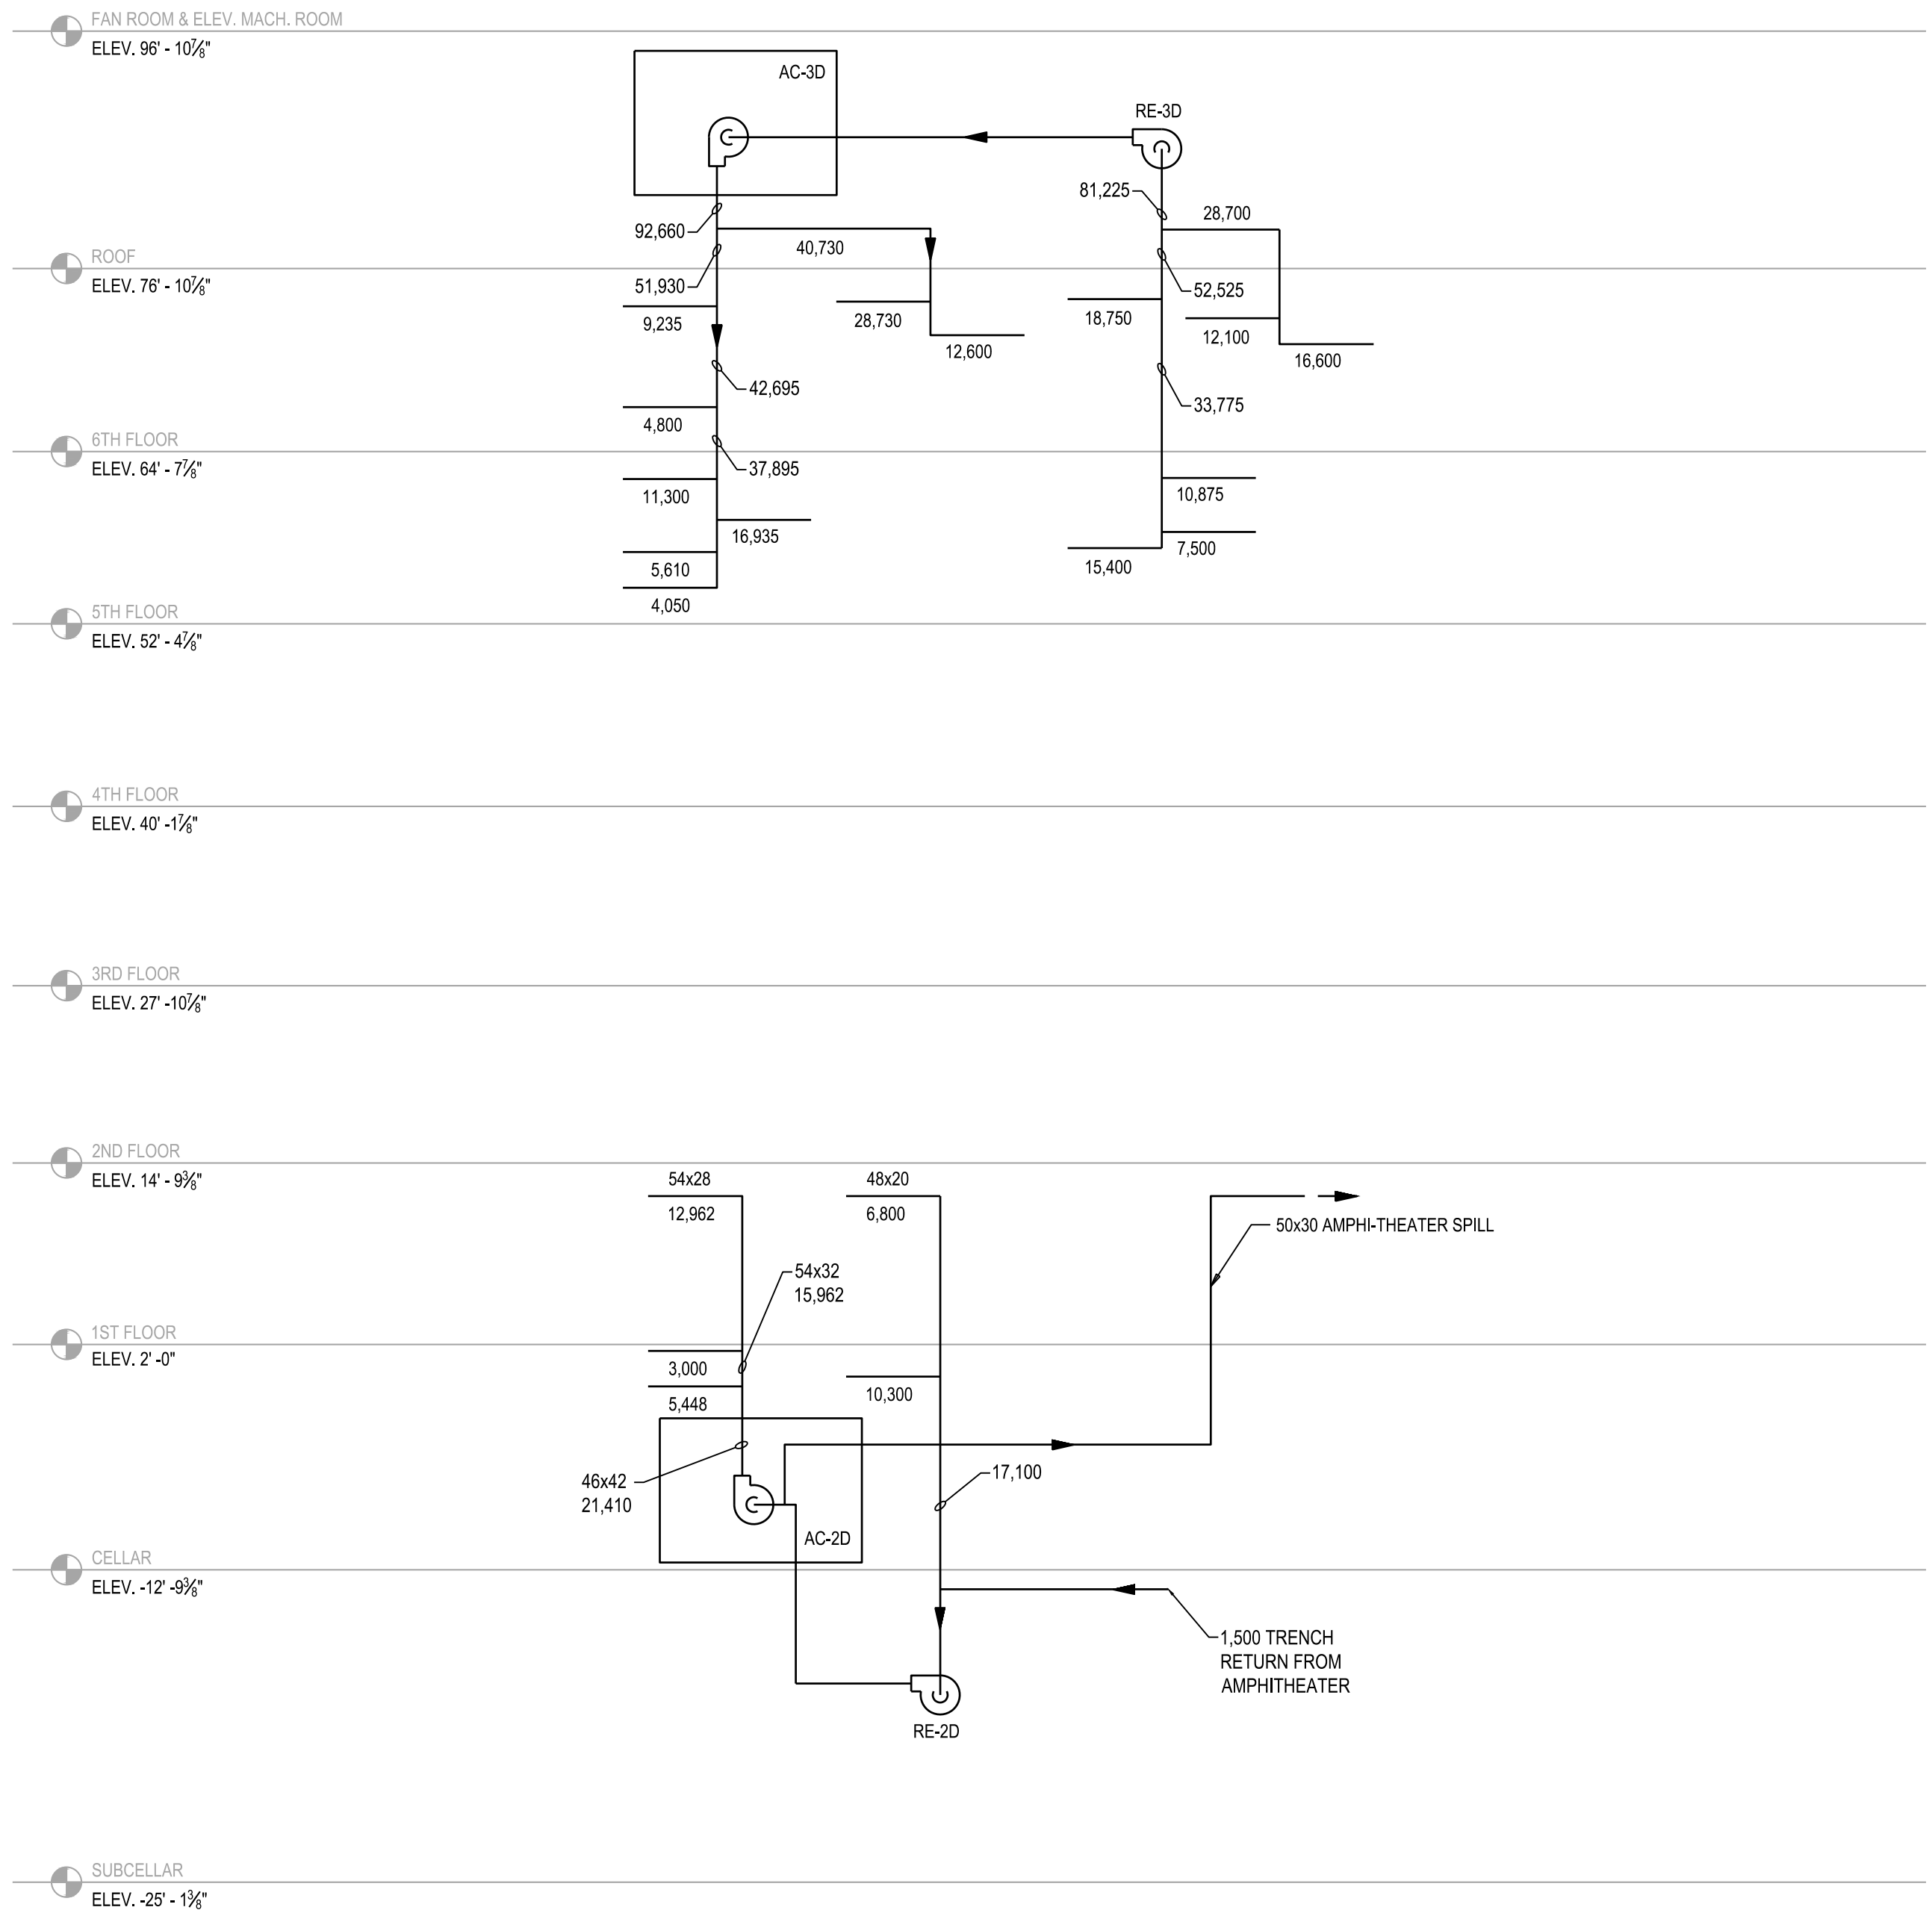 FAN ROOM & ELEV. MACH. ROOM
ELEV. 96' - 10⅞"
AC-3D
RE-3D
81,225
92,660
28,700
40,730
ROOF
ELEV. 76' - 10⅞"
51,930
52,525
9,235
28,730
18,750
12,100
12,600
16,600
42,695
33,775
4,800
6TH FLOOR
ELEV. 64' - 7⅞"
37,895
11,300
10,875
16,935
7,500
5,610
15,400
4,050
5TH FLOOR
ELEV. 52' - 4⅞"
4TH FLOOR
ELEV. 40' -1⅞"
3RD FLOOR
ELEV. 27' -10⅞"
2ND FLOOR
ELEV. 14' - 9⅜"
54x28
12,962
48x20
6,800
50x30 AMPHI-THEATER SPILL
54x32
15,962
1ST FLOOR
ELEV. 2' -0"
3,000
5,448
10,300
46x42
21,410
17,100
AC-2D
CELLAR
ELEV. -12' -9⅜"
1,500 TRENCH
RETURN FROM
AMPHITHEATER
RE-2D
SUBCELLAR
ELEV. -25' - 1⅜"